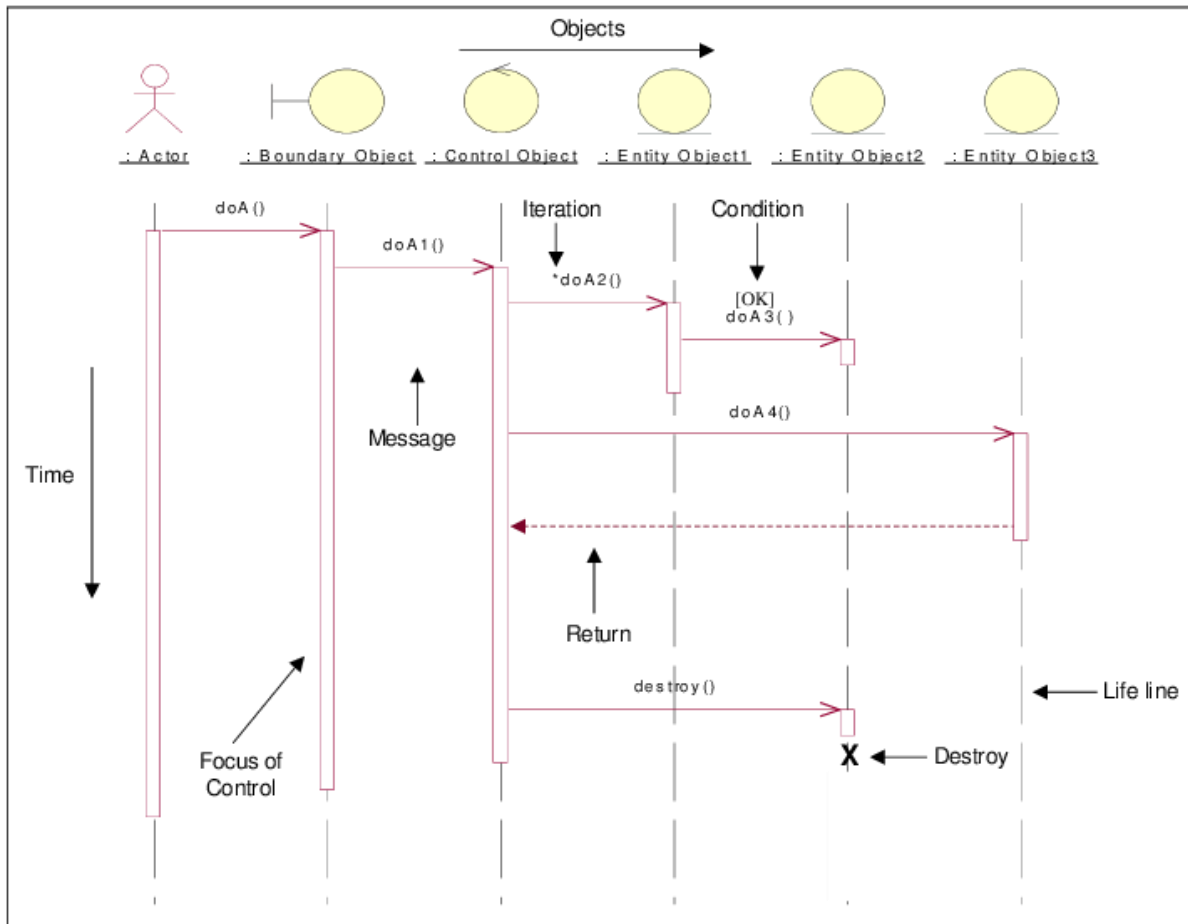 Objects
: Actor
: Boundary Object
: Control Object
: Entity Object1
: Entity Object2
: Entity Object3
doA()
Iteration
Condition
doA1()
*doA2()
[OK]
doA3( )
doA4()
Message
Time
Return
destroy()
Life line
Focus of
Control
X
Destroy